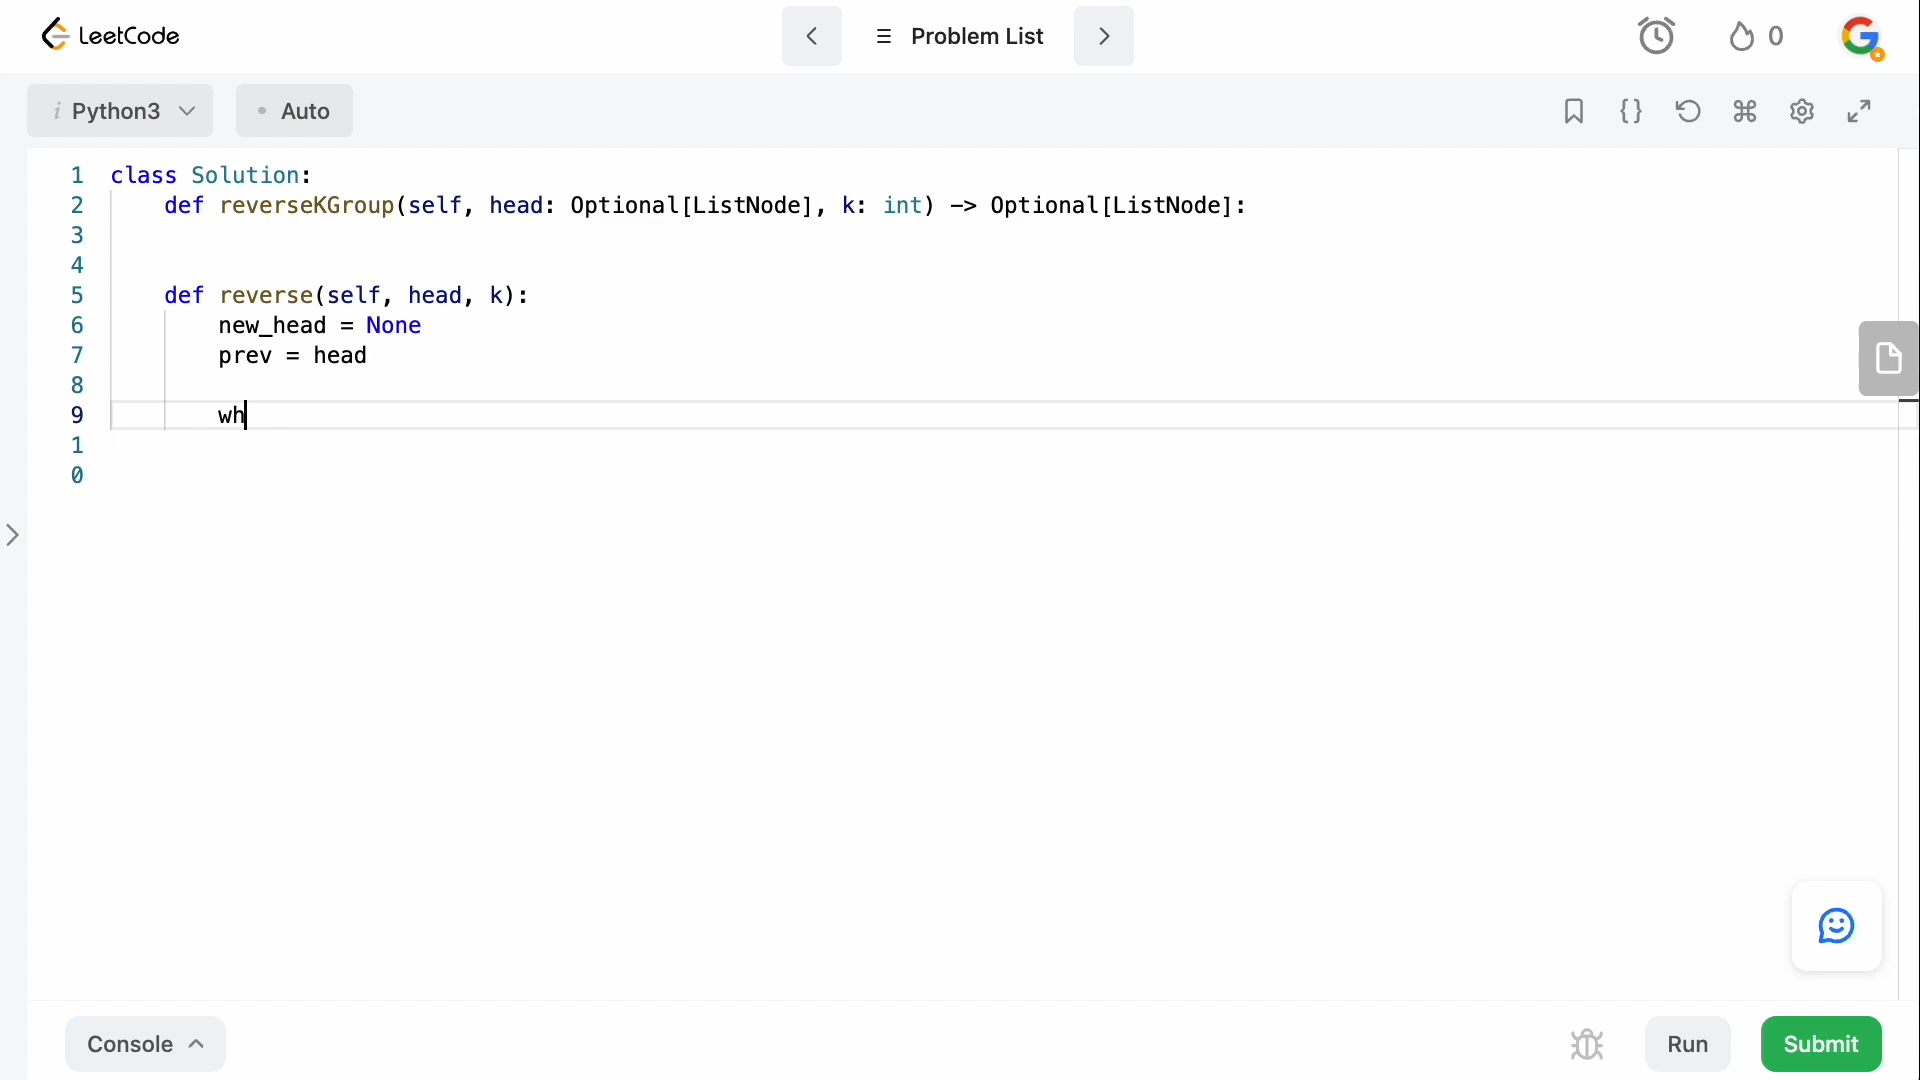 LeetCode
Problem List
0
i Python3
• Auto
{}
1 class Solution:
2 def reverseKGroup(self, head: Optional[ListNode], k: int) -> Optional[ListNode]:
3
4
5 def reverse(self, head, k):
6 new_head = None
7 prev = head
8
9 wh
1
0
Console
Run
Submit